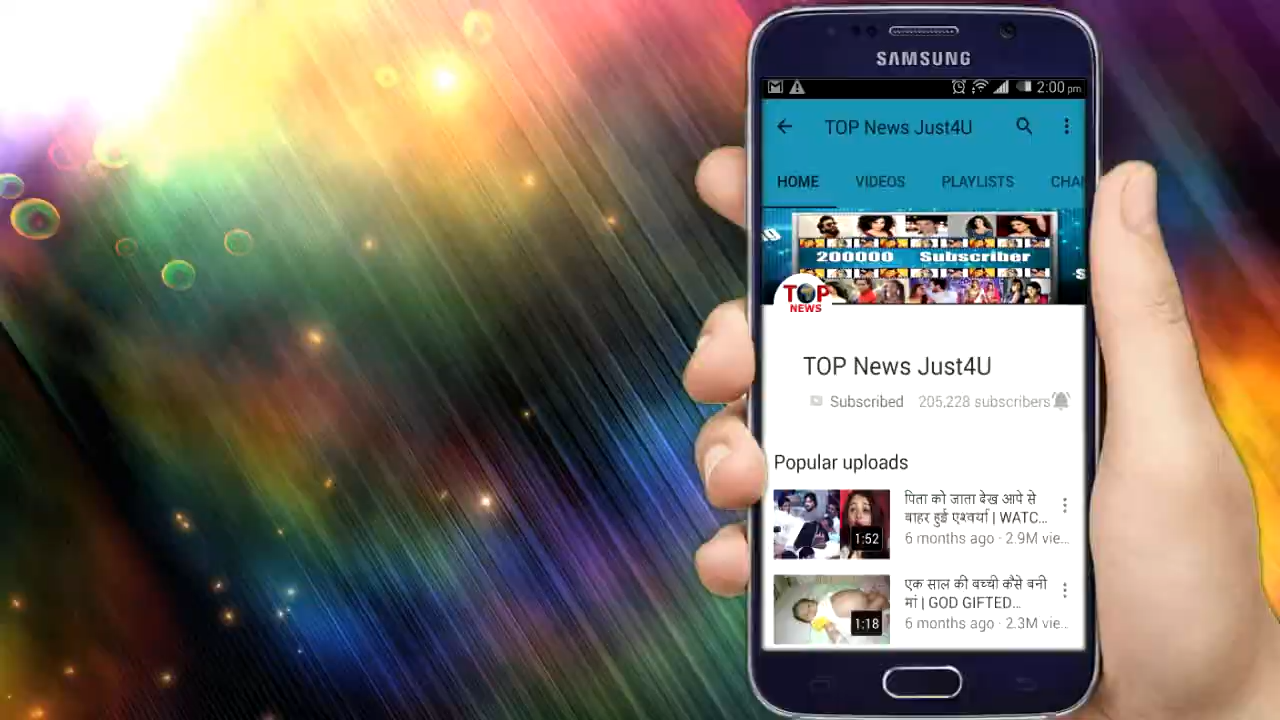 SAMSUNG
2:00 pm
TOP News Just4U
HOME VIDEOS PLAYLISTS CHA
200000 Subscriber
TOP
NEWS
TOP News Just4U
Subscribed 205,228 subscribers
Popular uploads
पिता को जाता देख आपे से
बाहर हुई एश्वर्या | WATC...
6 months ago · 2.9M vie...
1:52
एक साल की बच्ची कैसे बनी
मां | GOD GIFTED...
6 months ago · 2.3M vie...
1:18